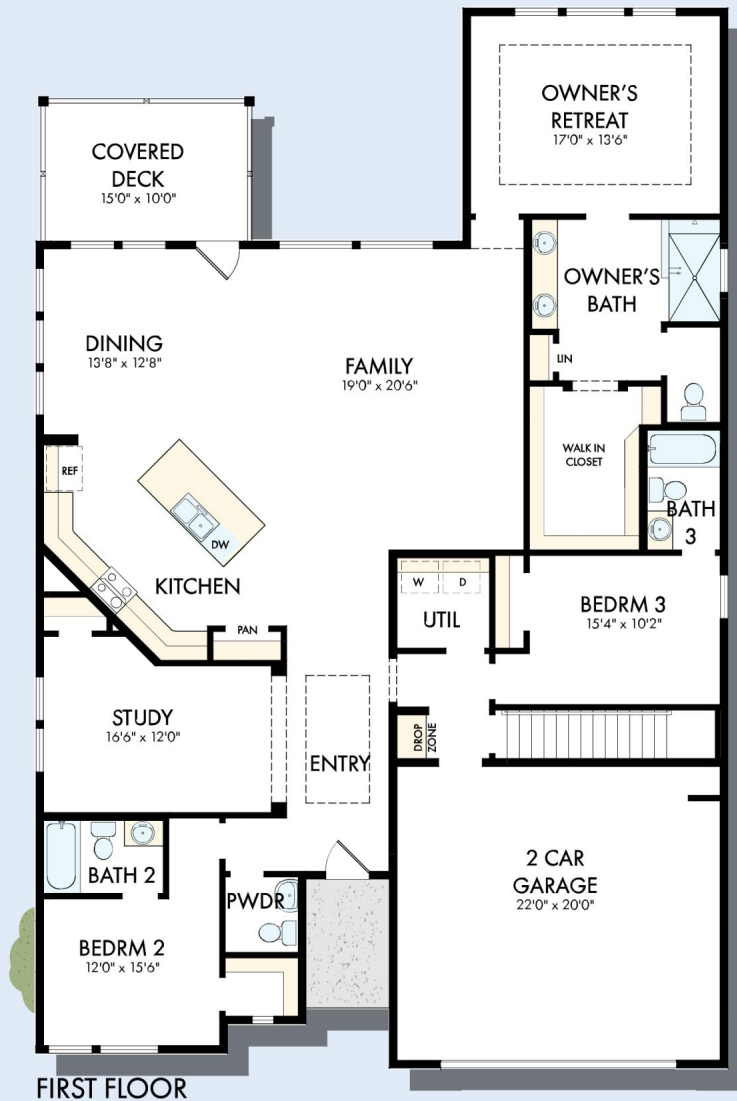 OWNER'S
RETREAT
17'0" x 13'6"
COVERED
DECK
15'0" x 10'0"
OWNER'S
BATH
DINING
13'8" x 12'8"
FAMILY
19'0" x 20'6"
LIN
WALK IN
CLOSET
REF
BATH
3
DW
KITCHEN
W D
UTIL
BEDRM 3
15'4" x 10'2"
PAN
STUDY
16'6" x 12'0"
DROP
ZONE
ENTRY
2 CAR
GARAGE
22'0" x 20'0"
BATH 2
PWDR
BEDRM 2
12'0" x 15'6"
FIRST FLOOR